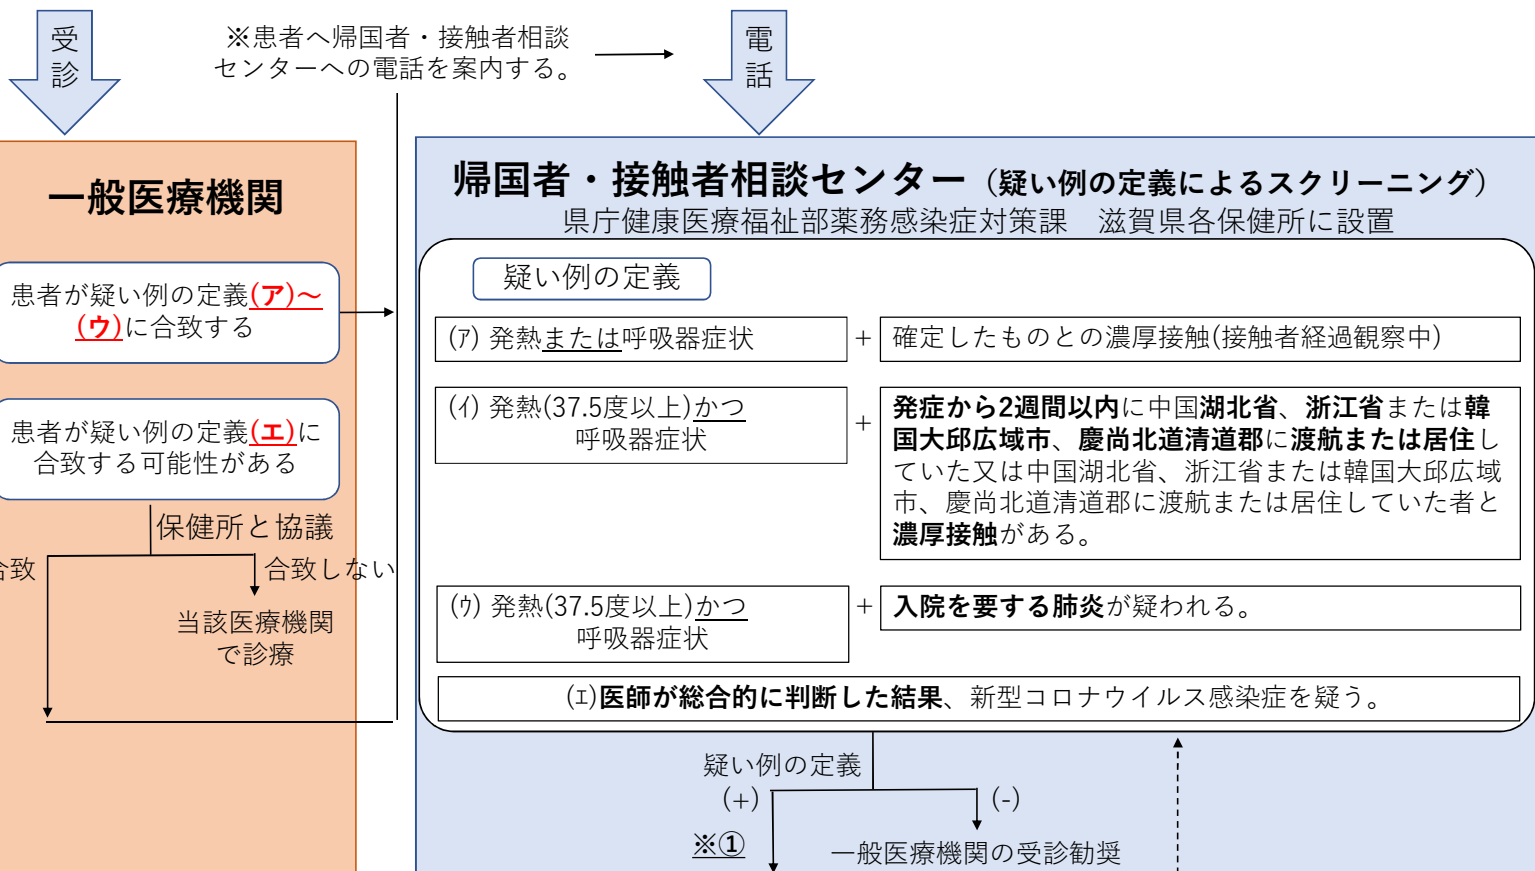 受
診
※患者へ帰国者・接触者相談
センターへの電話を案内する。
電
話
一般医療機関
患者が疑い例の定義(ア)～
(ウ)に合致する
患者が疑い例の定義(エ)に
合致する可能性がある
保健所と協議
合致
合致しない
当該医療機関
で診療
帰国者・接触者相談センター（疑い例の定義によるスクリーニング）
県庁健康医療福祉部薬務感染症対策課　滋賀県各保健所に設置
疑い例の定義
(ｱ) 発熱または呼吸器症状
+
確定したものとの濃厚接触(接触者経過観察中)
(ｲ) 発熱(37.5度以上)かつ
呼吸器症状
+
発症から2週間以内に中国湖北省、浙江省または韓
国大邱広域市、慶尚北道清道郡に渡航または居住し
ていた又は中国湖北省、浙江省または韓国大邱広域
市、慶尚北道清道郡に渡航または居住していた者と
濃厚接触がある。
(ｳ) 発熱(37.5度以上)かつ
呼吸器症状
+
入院を要する肺炎が疑われる。
(ｴ)医師が総合的に判断した結果、新型コロナウイルス感染症を疑う。
疑い例の定義
(+)
(-)
※①
一般医療機関の受診勧奨